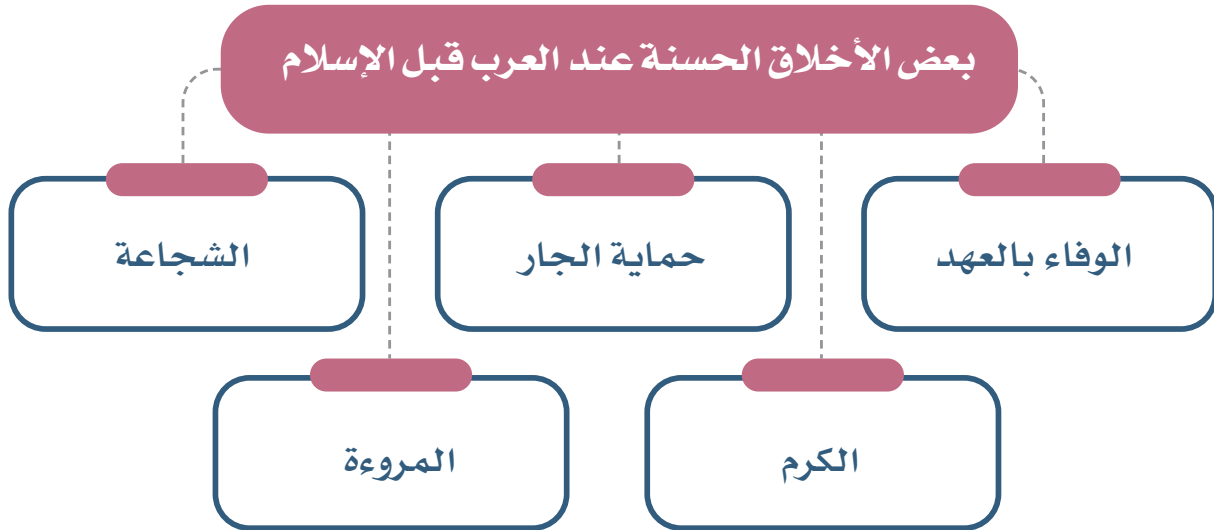 بعض الأخلاق الحسنة عند العرب قبل الإسلام
الوفاء بالعهد
حماية الجار
الشجاعة
الكرم
المروءة